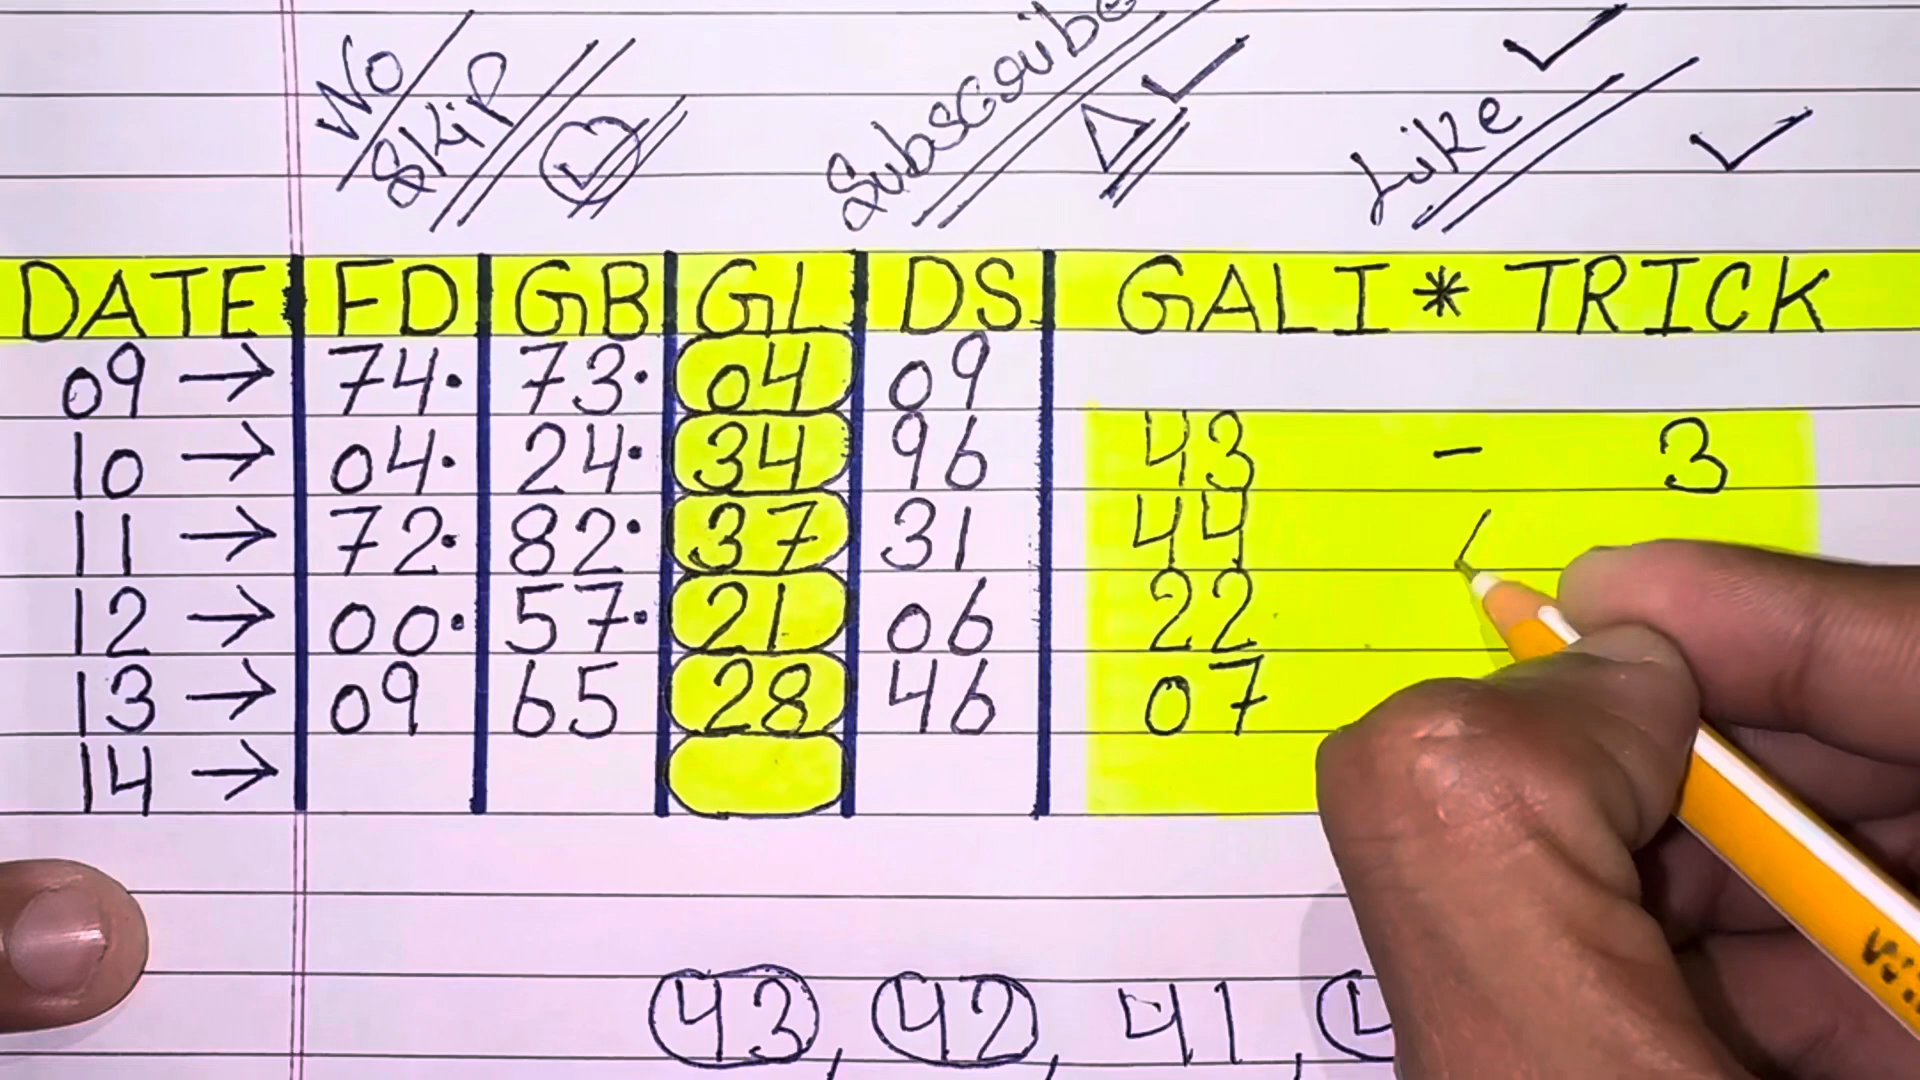 No Skip
Subscribe
Like
DATE FD GB GL DS GALI * TRICK
09 → 74. 73. 04 09
10 → 04. 24. 34 96 43 - 3
11 → 72. 82. 37 31 44
12 → 00. 57. 21 06 22
13 → 09 65 28 46 07
14 →
43, 42, 41,